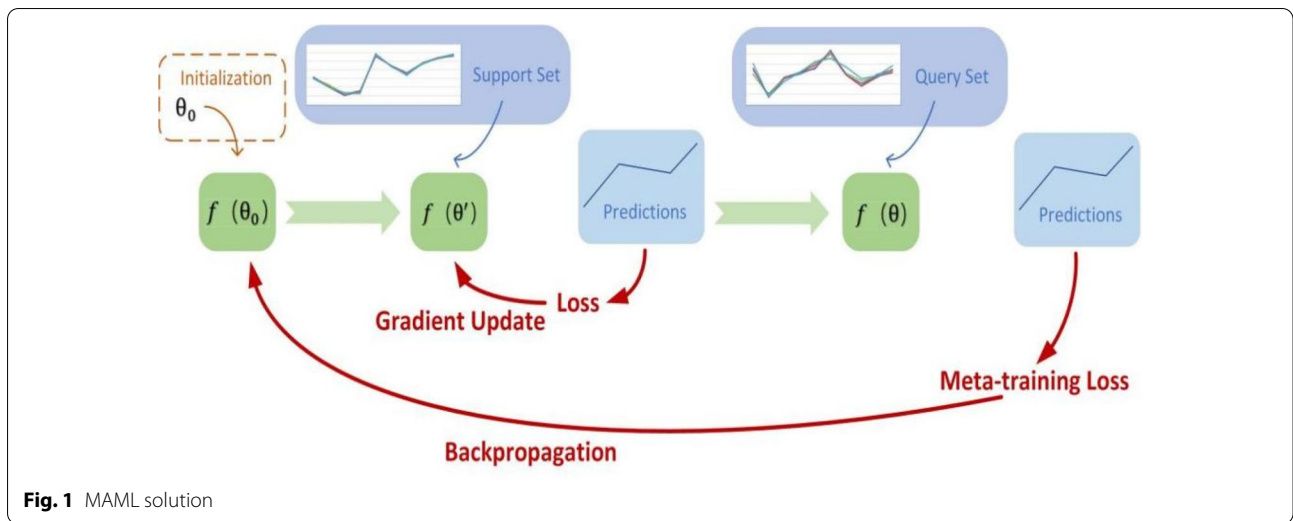 Initialization
θ₀
Support Set
Query Set
f (θ₀)
f (θ′)
Predictions
f (θ)
Predictions
Loss
Gradient Update
Meta-training Loss
Backpropagation
Fig. 1 MAML solution